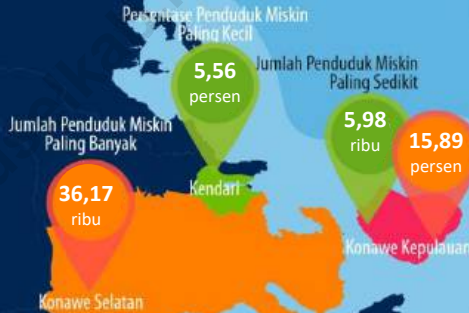 Persentase Penduduk Miskin
Paling Kecil
5,56
persen
Jumlah Penduduk Miskin
Paling Sedikit
5,98
ribu
15,89
persen
Jumlah Penduduk Miskin
Paling Banyak
36,17
ribu
Kendari
Konawe Kepulauan
Konawe Selatan